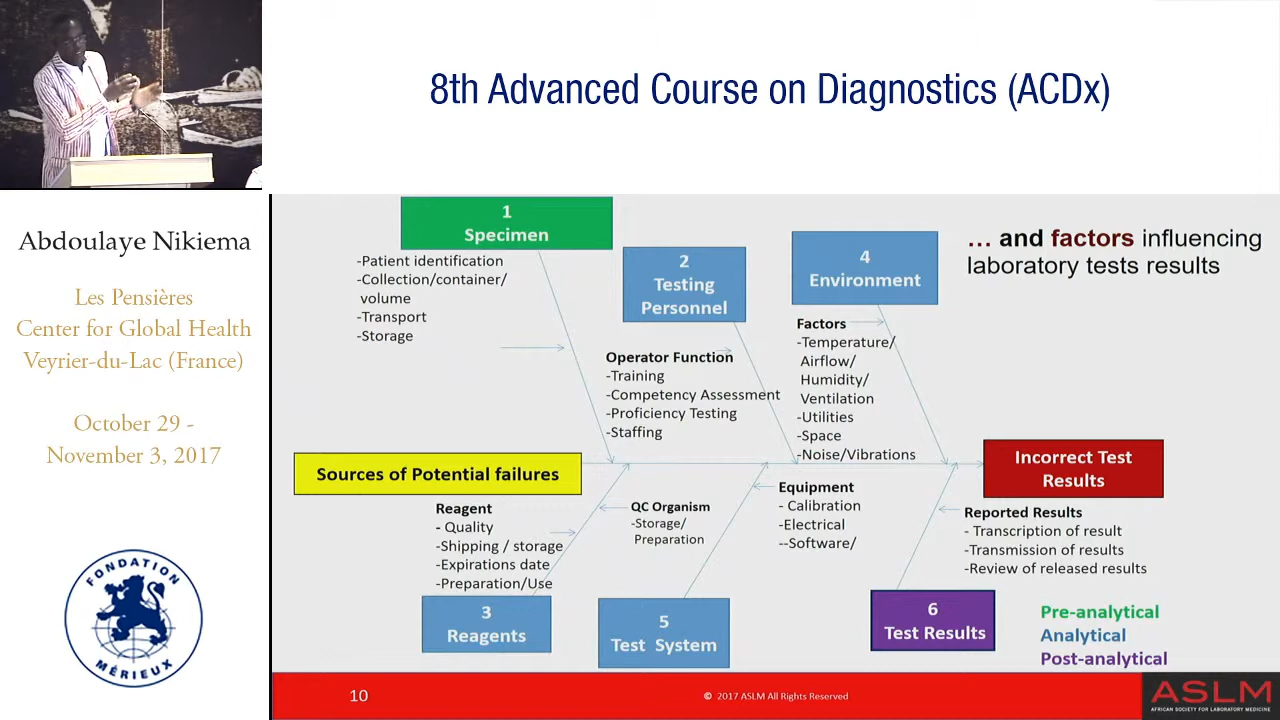 8th Advanced Course on Diagnostics (ACDx)
Abdoulaye Nikiema
Les Pensières
Center for Global Health
Veyrier-du-Lac (France)
October 29 -
November 3, 2017
FONDATION
MÉRIEUX
… and factors influencing
laboratory tests results
1
Specimen
-Patient identification
-Collection/container/
volume
-Transport
-Storage
2
Testing
Personnel
Operator Function
-Training
-Competency Assessment
-Proficiency Testing
-Staffing
4
Environment
Factors
-Temperature/
Airflow/
Humidity/
Ventilation
-Utilities
-Space
-Noise/Vibrations
Sources of Potential failures
Incorrect Test
Results
Reagent
- Quality
-Shipping / storage
-Expirations date
-Preparation/Use
3
Reagents
QC Organism
-Storage/
Preparation
Equipment
- Calibration
-Electrical
--Software/
5
Test System
Reported Results
- Transcription of result
-Transmission of results
-Review of released results
6
Test Results
Pre-analytical
Analytical
Post-analytical
10
© 2017 ASLM All Rights Reserved
ASLM
AFRICAN SOCIETY FOR LABORATORY MEDICINE